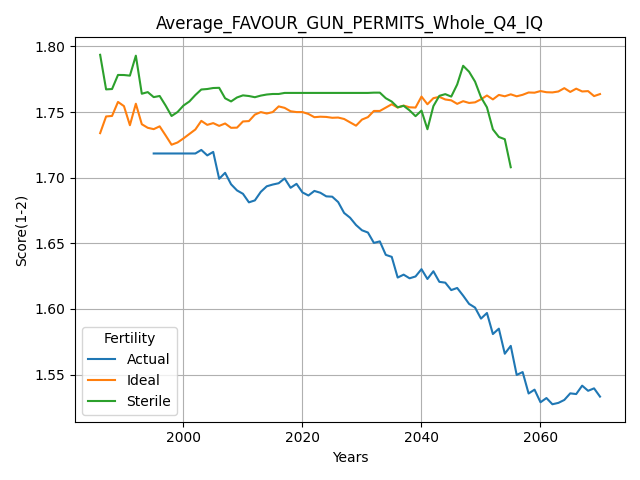 Average_FAVOUR_GUN_PERMITS_Whole_Q4_IQ
1.80
1.75
1.70
1.65
1.60
1.55
Score(1-2)
Fertility
Actual
Ideal
Sterile
2000
2020
2040
2060
Years